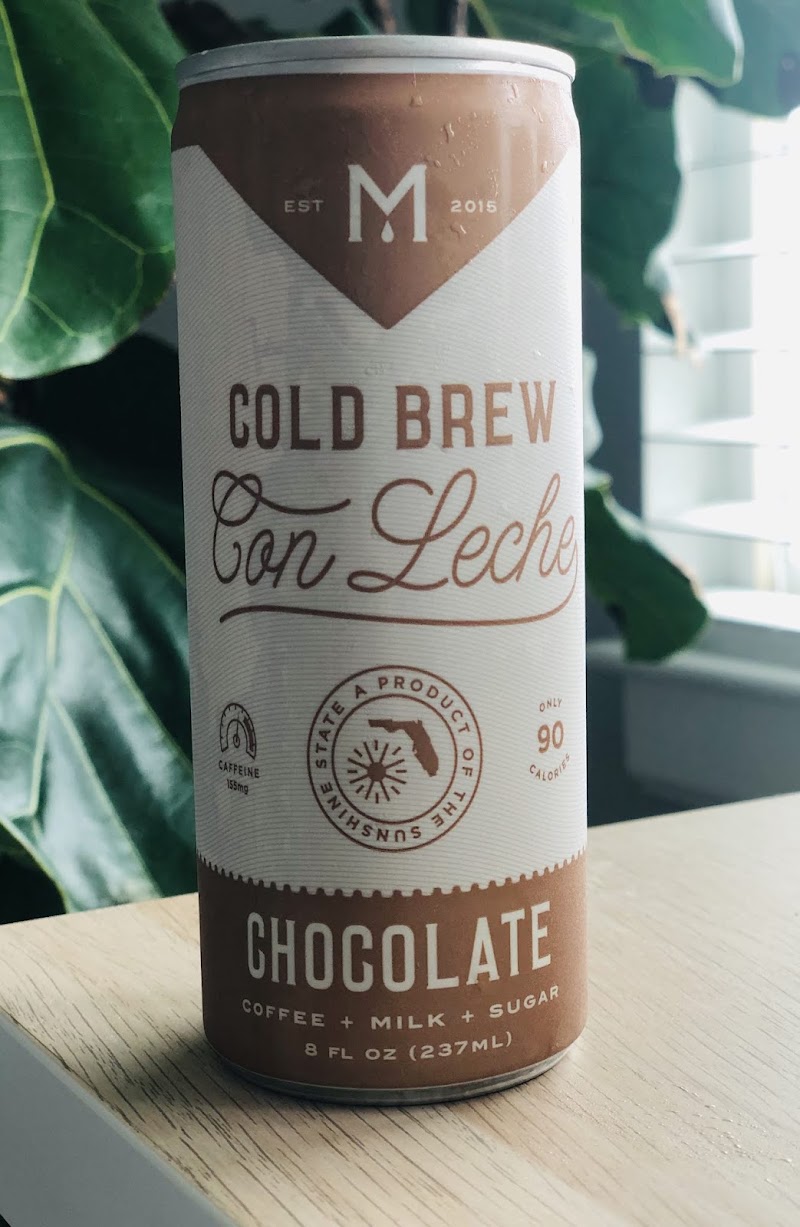 EST M 2015
COLD BREW
Con Leche
A PRODUCT OF THE SUNSHINE STATE
CAFFEINE
155mg
ONLY
90
CALORIES
CHOCOLATE
COFFEE + MILK + SUGAR
8 FL OZ (237ML)